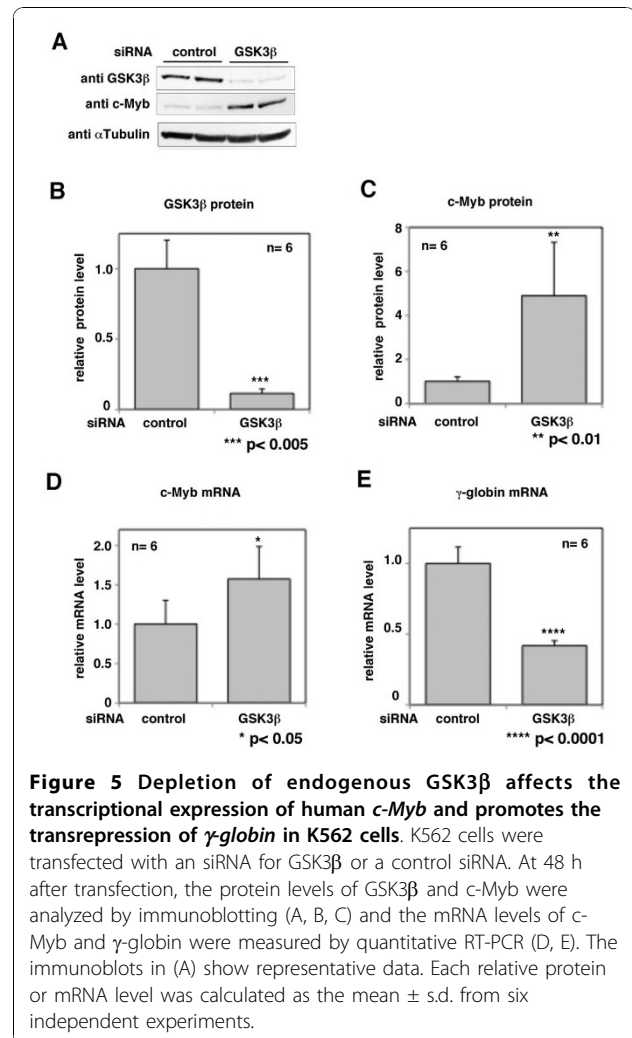 A
siRNA control GSK3β
anti GSK3β
anti c-Myb
anti αTubulin
B
GSK3β protein
relative protein level
1.0
0.5
0
n= 6
***
siRNA control GSK3β
*** p< 0.005
C
c-Myb protein
relative protein level
8
6
4
2
0
n= 6
**
siRNA control GSK3β
** p< 0.01
D
c-Myb mRNA
relative mRNA level
2.0
1.5
1.0
0.5
0
n= 6
*
siRNA control GSK3β
* p< 0.05
E
γ-globin mRNA
relative mRNA level
1.0
0.5
0
n= 6
****
siRNA control GSK3β
**** p< 0.0001
Figure 5 Depletion of endogenous GSK3β affects the
transcriptional expression of human c-Myb and promotes the
transrepression of γ-globin in K562 cells. K562 cells were
transfected with an siRNA for GSK3β or a control siRNA. At 48 h
after transfection, the protein levels of GSK3β and c-Myb were
analyzed by immunoblotting (A, B, C) and the mRNA levels of c-
Myb and γ-globin were measured by quantitative RT-PCR (D, E). The
immunoblots in (A) show representative data. Each relative protein
or mRNA level was calculated as the mean ± s.d. from six
independent experiments.